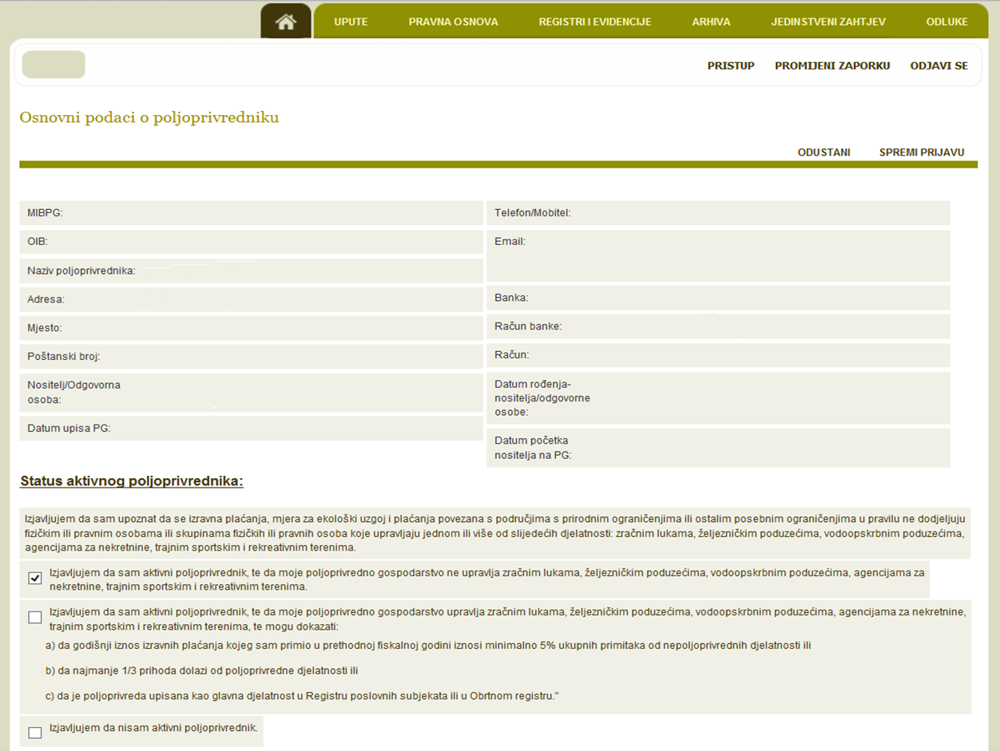 UPUTE PRAVNA OSNOVA REGISTRI I EVIDENCIJE ARHIVA JEDINSTVENI ZAHTJEV ODLUKE
PRISTUP PROMIJENI ZAPORKU ODJAVI SE
Osnovni podaci o poljoprivredniku
ODUSTANI SPREMI PRIJAVU
MIBPG:
OIB:
Naziv poljoprivrednika:
Adresa:
Mjesto:
Poštanski broj:
Nositelj/Odgovorna
osoba:
Datum upisa PG:
Telefon/Mobitel:
Email:
Banka:
Račun banke:
Račun:
Datum rođenja-
nositelja/odgovorne
osobe:
Datum početka
nositelja na PG:
Status aktivnog poljoprivrednika:
Izjavljujem da sam upoznat da se izravna plaćanja, mjera za ekološki uzgoj i plaćanja povezana s područjima s prirodnim ograničenjima ili ostalim posebnim ograničenjima u pravilu ne dodjeljuju
fizičkim ili pravnim osobama ili skupinama fizičkih ili pravnih osoba koje upravljaju jednom ili više od slijedećih djelatnosti: zračnim lukama, željezničkim poduzećima, vodoopskrbnim poduzećima,
agencijama za nekretnine, trajnim sportskim i rekreativnim terenima.
Izjavljujem da sam aktivni poljoprivrednik, te da moje poljoprivredno gospodarstvo ne upravlja zračnim lukama, željezničkim poduzećima, vodoopskrbnim poduzećima, agencijama za
nekretnine, trajnim sportskim i rekreativnim terenima.
Izjavljujem da sam aktivni poljoprivrednik, te da moje poljoprivredno gospodarstvo upravlja zračnim lukama, željezničkim poduzećima, vodoopskrbnim poduzećima, agencijama za nekretnine,
trajnim sportskim i rekreativnim terenima, te mogu dokazati:
a) da godišnji iznos izravnih plaćanja kojeg sam primio u prethodnoj fiskalnoj godini iznosi minimalno 5% ukupnih primitaka od nepoljoprivrednih djelatnosti ili
b) da najmanje 1/3 prihoda dolazi od poljoprivredne djelatnosti ili
c) da je poljoprivreda upisana kao glavna djelatnost u Registru poslovnih subjekata ili u Obrtnom registru."
Izjavljujem da nisam aktivni poljoprivrednik.